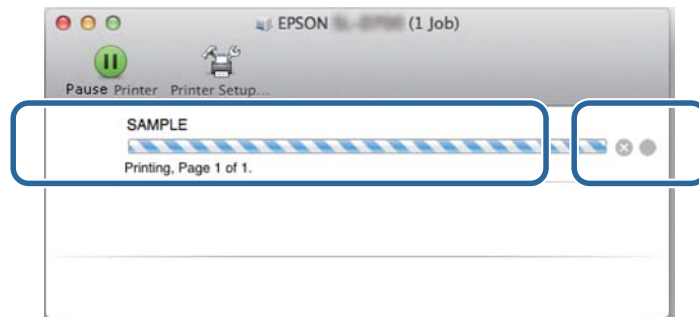 EPSON (1 Job)
Pause Printer Printer Setup...
SAMPLE
Printing, Page 1 of 1.